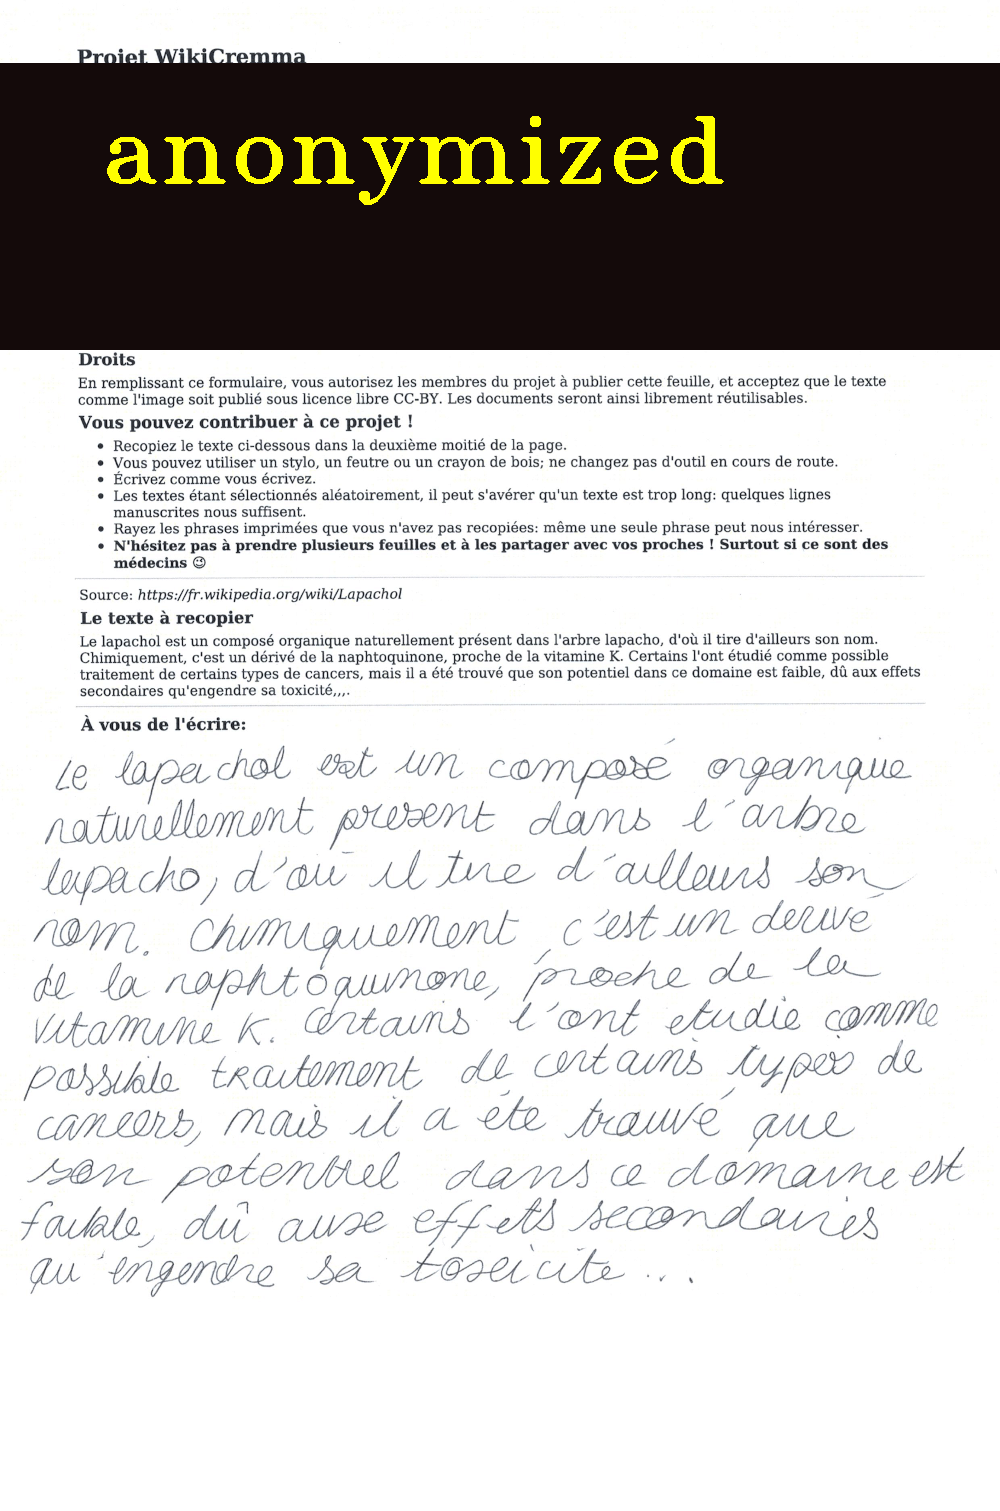 Projet WikiCremma
anonymized
Droits
En remplissant ce formulaire, vous autorisez les membres du projet à publier cette feuille, et acceptez que le texte
comme l'image soit publié sous licence libre CC-BY. Les documents seront ainsi librement réutilisables.
Vous pouvez contribuer à ce projet !
• Recopiez le texte ci-dessous dans la deuxième moitié de la page.
• Vous pouvez utiliser un stylo, un feutre ou un crayon de bois; ne changez pas d'outil en cours de route.
• Écrivez comme vous écrivez.
• Les textes étant sélectionnés aléatoirement, il peut s'avérer qu'un texte est trop long: quelques lignes
manuscrites nous suffisent.
• Rayez les phrases imprimées que vous n'avez pas recopiées: même une seule phrase peut nous intéresser.
• N'hésitez pas à prendre plusieurs feuilles et à les partager avec vos proches ! Surtout si ce sont des
médecins 😉
Source: https://fr.wikipedia.org/wiki/Lapachol
Le texte à recopier
Le lapachol est un composé organique naturellement présent dans l'arbre lapacho, d'où il tire d'ailleurs son nom.
Chimiquement, c'est un dérivé de la naphtoquinone, proche de la vitamine K. Certains l'ont étudié comme possible
traitement de certains types de cancers, mais il a été trouvé que son potentiel dans ce domaine est faible, dû aux effets
secondaires qu'engendre sa toxicité,,,.
À vous de l'écrire:
Le lapachol est un composé organique
naturellement present dans l'arbre
lapacho, d'où il tire d'ailleurs son
nom. Chimiquement, c'est un derivé
de la naphtoquinone, proche de la
vitamine K. Certains l'ont etudie comme
possible traitement de certains types de
cancers, mais il a éte trouvé que
son potentiel dans ce domaine est
faible, dû aux effets secondaires
qu'engendre sa toxicite...